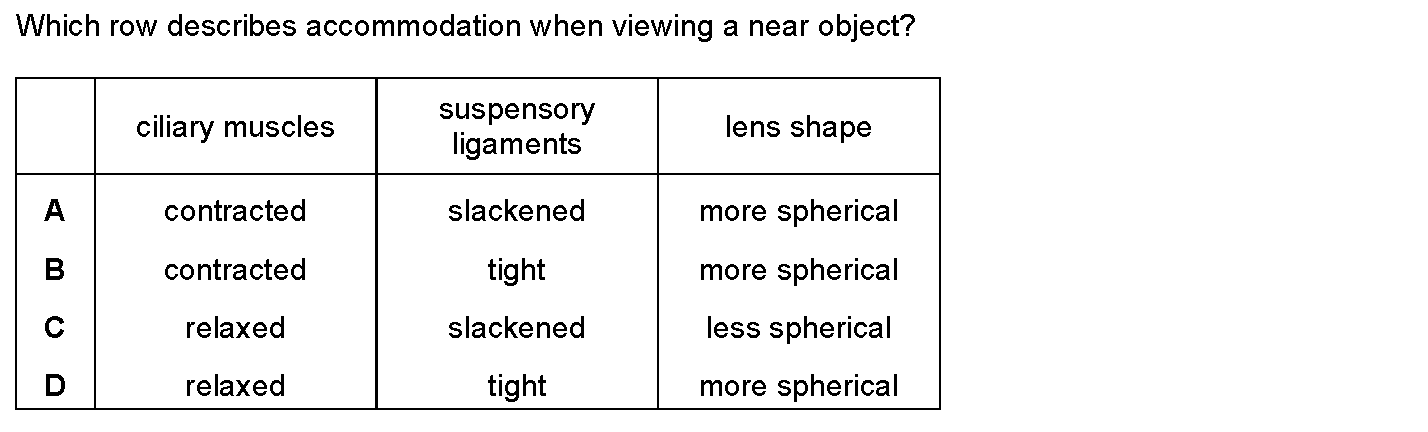 Which row describes accommodation when viewing a near object?
ciliary muscles suspensory ligaments lens shape
A contracted slackened more spherical
B contracted tight more spherical
C relaxed slackened less spherical
D relaxed tight more spherical